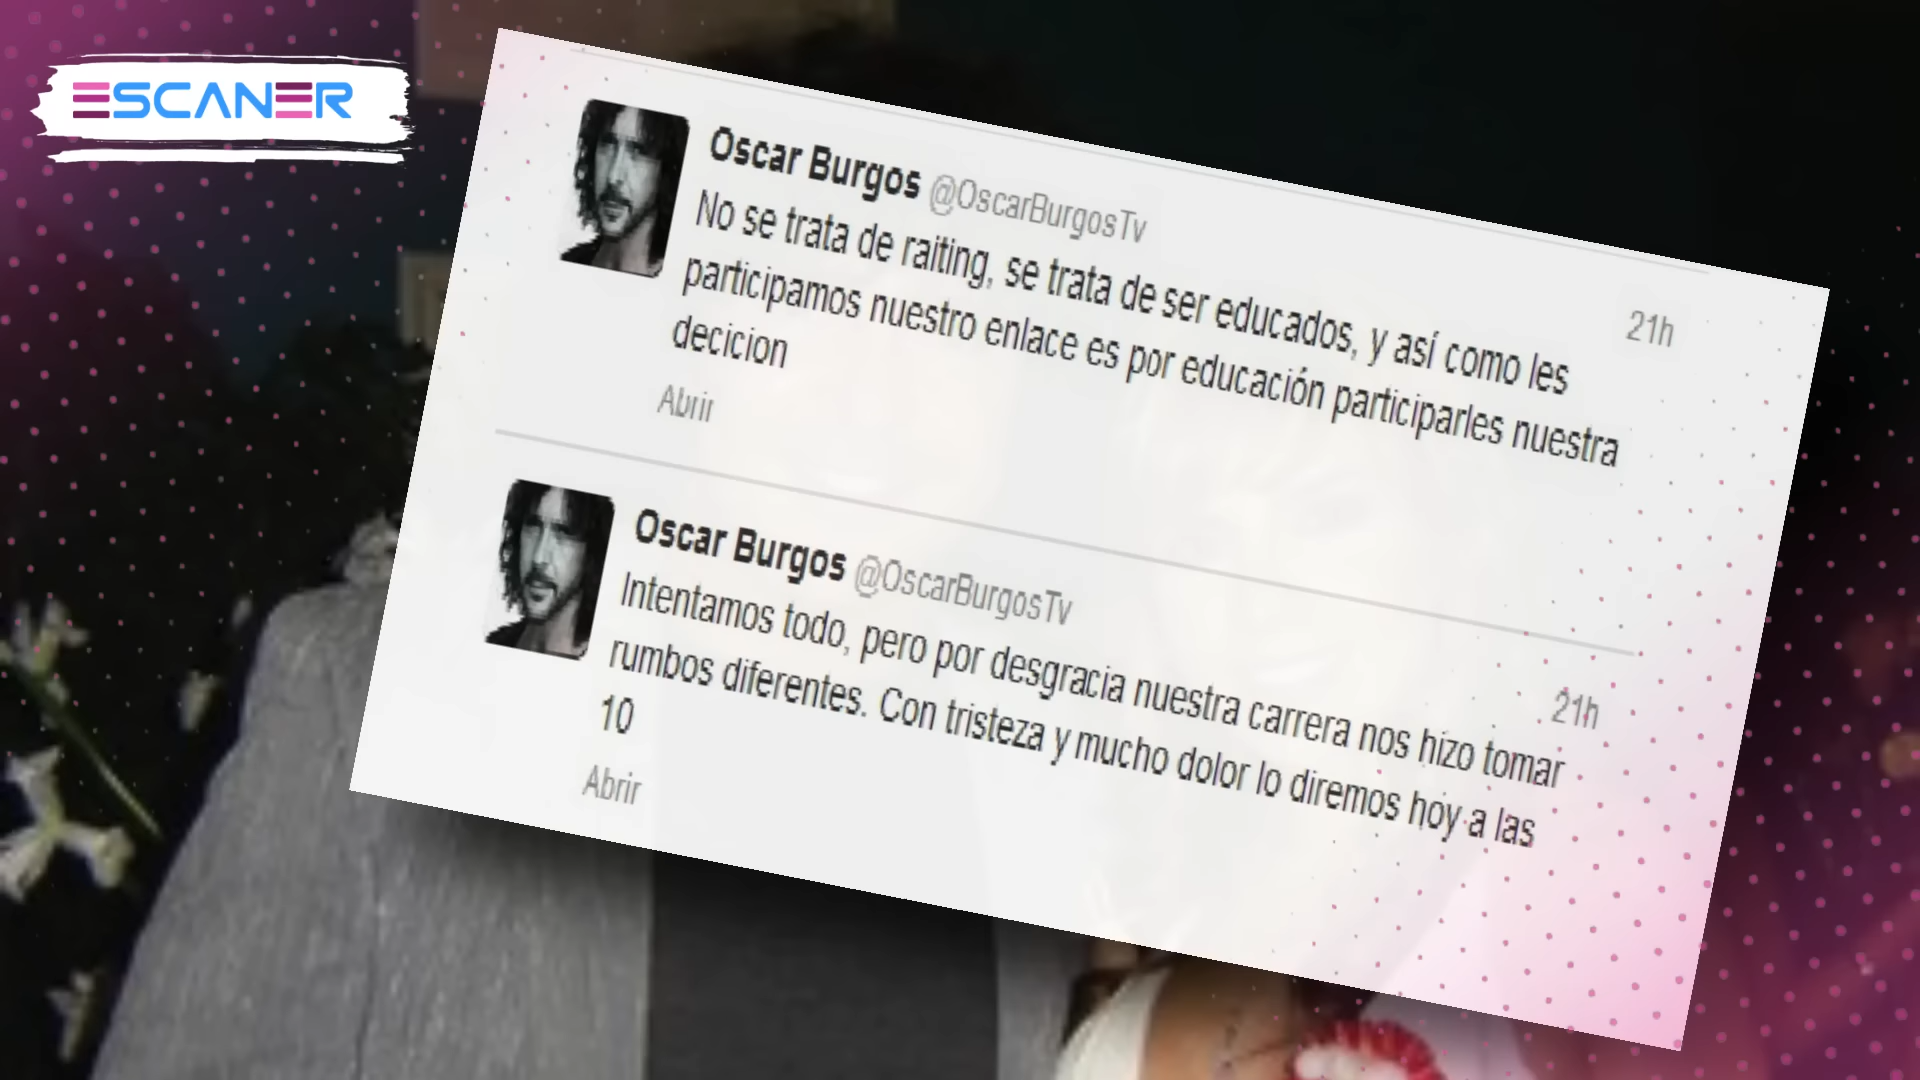 ESCANER
Oscar Burgos @OscarBurgosTv
21h
No se trata de raiting, se trata de ser educados, y así como les
participamos nuestro enlace es por educación participarles nuestra
decicion
Abrir
Oscar Burgos @OscarBurgosTv
21h
Intentamos todo, pero por desgracia nuestra carrera nos hizo tomar
rumbos diferentes. Con tristeza y mucho dolor lo diremos hoy a las
10
Abrir